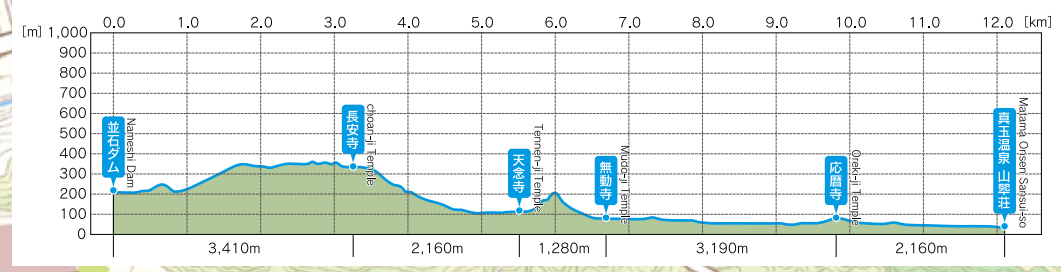 0.0 1.0 2.0 3.0 4.0 5.0 6.0 7.0 8.0 9.0 10.0 11.0 12.0 [km]
[m] 1,000
900
800
700
600
500
400
300
200
100
0
並石ダム
Nameshi Dam
長安寺
choan-ji Temple
天念寺
Tennen-ji Temple
無動寺
Mudo-ji Temple
応暦寺
Oreki-ji Temple
真玉温泉 山翠荘
Matama Onsen Sansui-so
3,410m 2,160m 1,280m 3,190m 2,160m